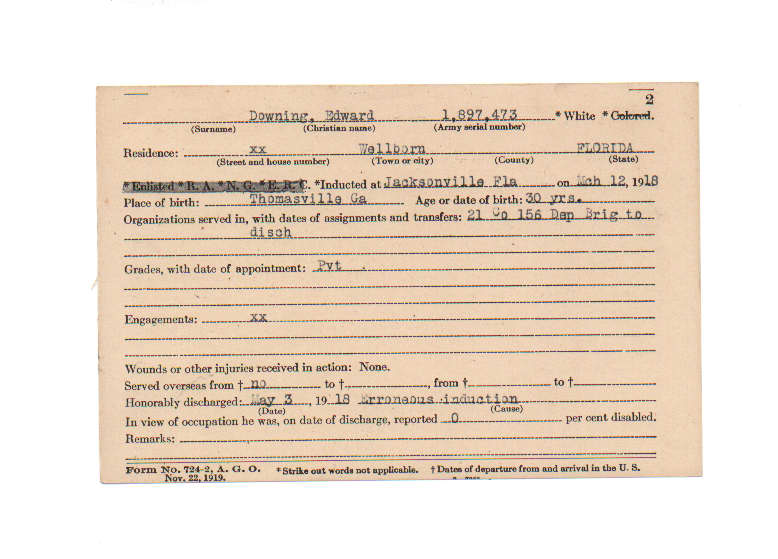 2
Downing, Edward 1,897,473 * White * Colored.
(Surname) (Christian name) (Army serial number)
Residence: xx Wellborn FLORIDA
(Street and house number) (Town or city) (County) (State)
* Enlisted * R. A. * N. G. * E. R. C. *Inducted at Jacksonville Fla on Mch 12, 1918
Place of birth: Thomasville Ga Age or date of birth: 30 yrs.
Organizations served in, with dates of assignments and transfers: 21 Co 156 Dep Brig to
disch
Grades, with date of appointment: Pvt .
Engagements: xx
Wounds or other injuries received in action: None.
Served overseas from † no to †, from † to †
Honorably discharged: May 3, 1918 Erroneous induction
(Date) (Cause)
In view of occupation he was, on date of discharge, reported 0 per cent disabled.
Remarks:
Form No. 724-2, A. G. O. *Strike out words not applicable. † Dates of departure from and arrival in the U. S.
Nov. 22, 1919.